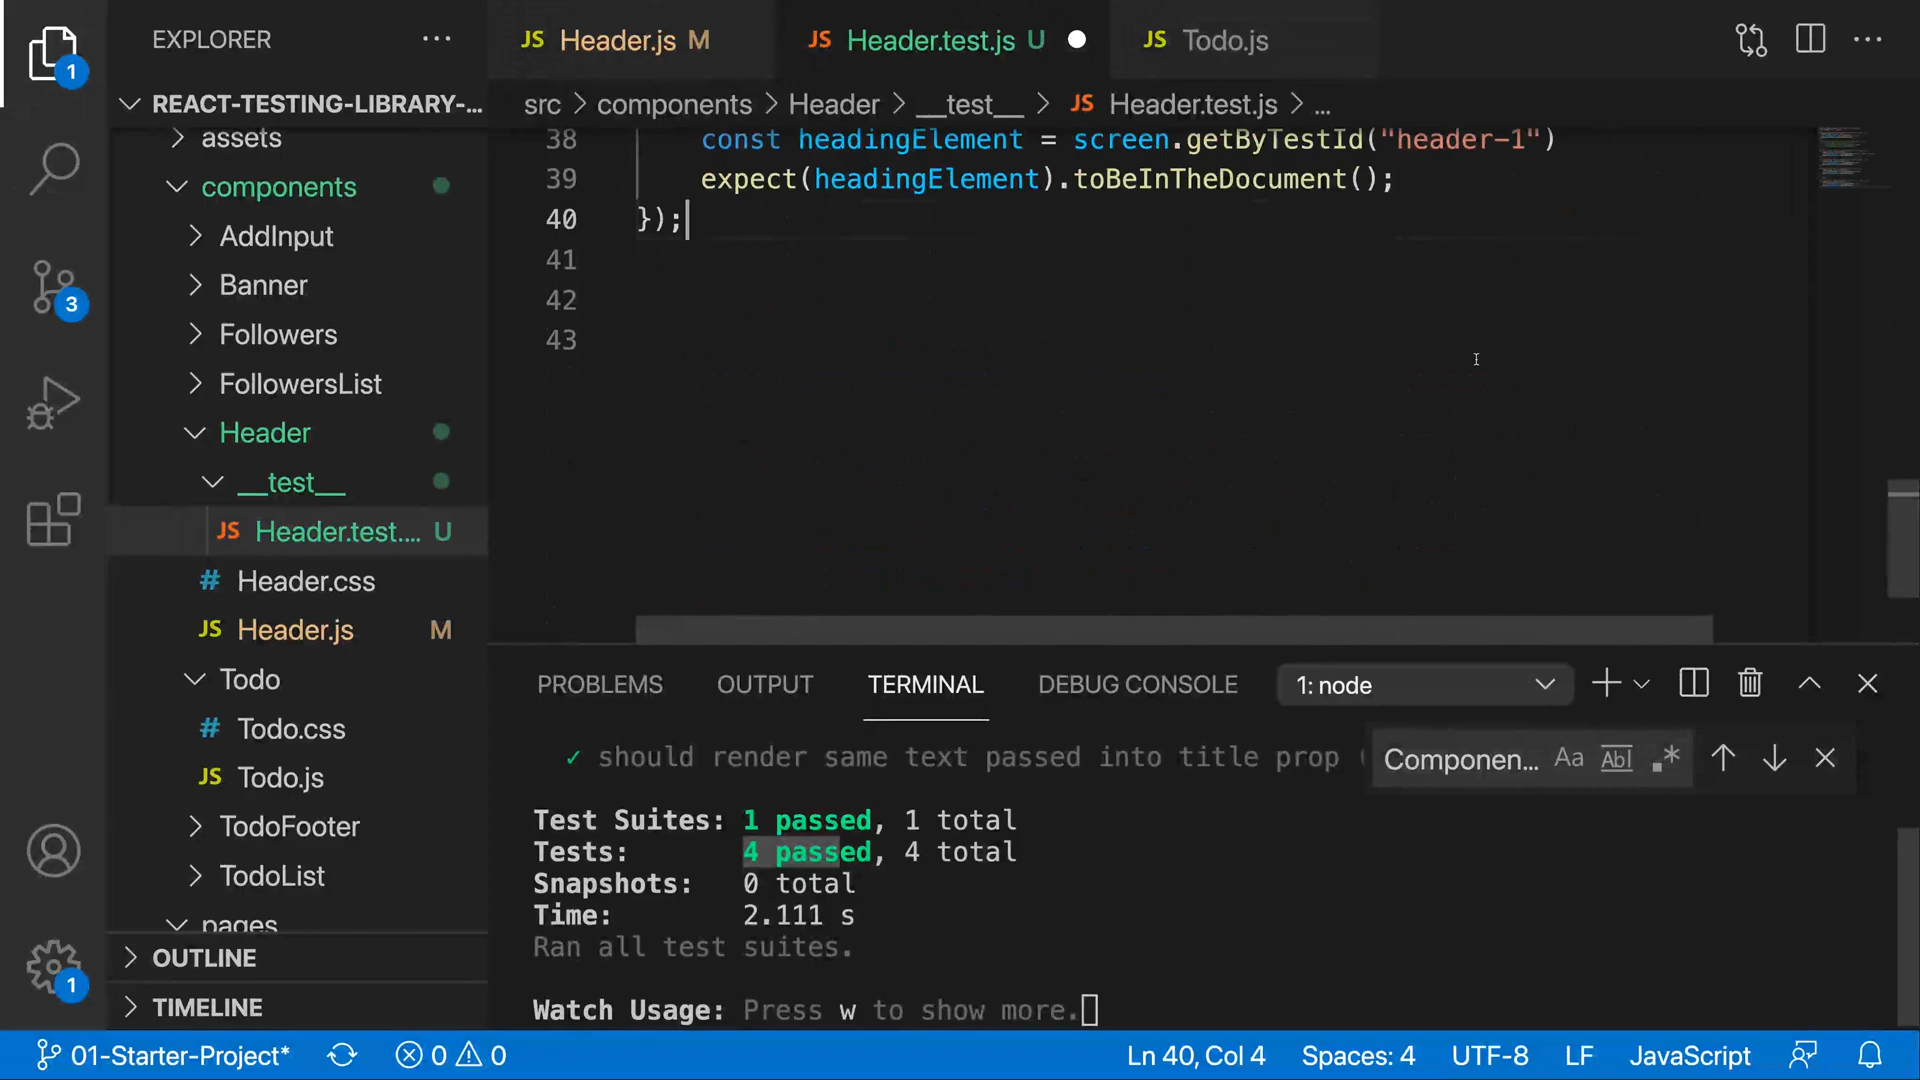 EXPLORER
JS Header.js M
JS Header.test.js U
JS Todo.js
REACT-TESTING-LIBRARY-...
src > components > Header > __test__ > JS Header.test.js > ...
assets
components
AddInput
Banner
Followers
FollowersList
Header
__test__
JS Header.test.... U
# Header.css
JS Header.js M
Todo
# Todo.css
JS Todo.js
TodoFooter
TodoList
pages
OUTLINE
TIMELINE
1
3
1
38 const headingElement = screen.getByTestId("header-1")
39 expect(headingElement).toBeInTheDocument();
40 });
41
42
43
PROBLEMS OUTPUT TERMINAL DEBUG CONSOLE 1: node
✓ should render same text passed into title prop (
Componen... Aa Abl .*
Test Suites: 1 passed, 1 total
Tests: 4 passed, 4 total
Snapshots: 0 total
Time: 2.111 s
Ran all test suites.
Watch Usage: Press w to show more.
01-Starter-Project* 0 0 Ln 40, Col 4 Spaces: 4 UTF-8 LF JavaScript